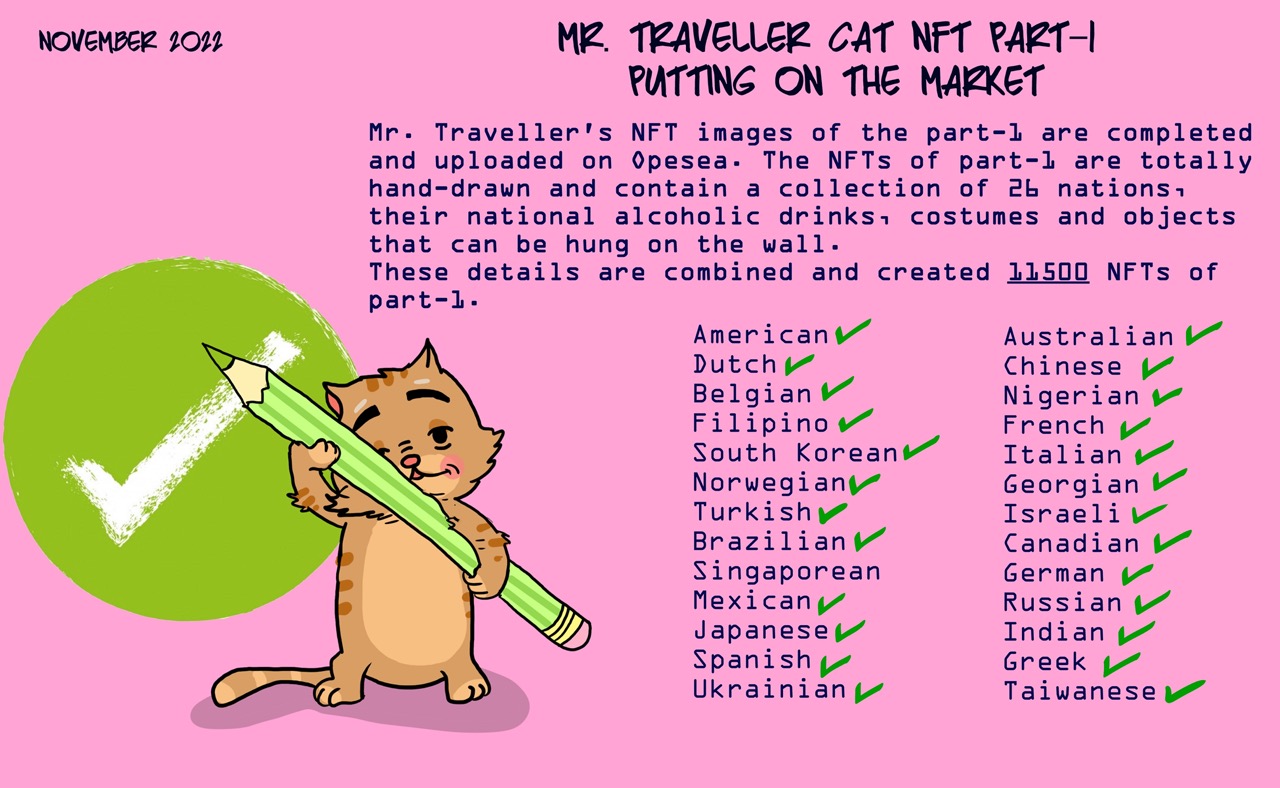 NOVEMBER 2022
MR. TRAVELLER CAT NFT PART-1
PUTTING ON THE MARKET
Mr. Traveller's NFT images of the part-1 are completed
and uploaded on Opesea. The NFTs of part-1 are totally
hand-drawn and contain a collection of 26 nations,
their national alcoholic drinks, costumes and objects
that can be hung on the wall.
These details are combined and created 11500 NFTs of
part-1.
American
Dutch
Belgian
Filipino
South Korean
Norwegian
Turkish
Brazilian
Singaporean
Mexican
Japanese
Spanish
Ukrainian
Australian
Chinese
Nigerian
French
Italian
Georgian
Israeli
Canadian
German
Russian
Indian
Greek
Taiwanese